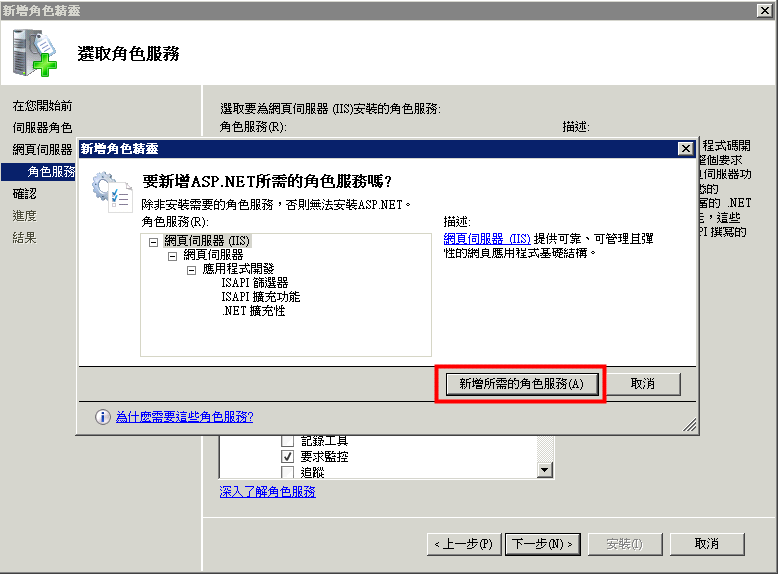 新增角色精靈
選取角色服務
在您開始前
伺服器角色
網頁伺服器
角色服務
確認
進度
結果
選取要為網頁伺服器 (IIS)安裝的角色服務:
角色服務(R):
描述:
程式碼開
整個要求
伺服器功
的 .NET
，這些
撰寫的
新增角色精靈
要新增ASP.NET所需的角色服務嗎?
除非安裝需要的角色服務，否則無法安裝ASP.NET。
角色服務(R):
網頁伺服器 (IIS)
網頁伺服器
應用程式開發
ISAPI 篩選器
ISAPI 擴充功能
.NET 擴充性
描述:
網頁伺服器 (IIS) 提供可靠、可管理且彈
性的網頁應用程式基礎結構。
新增所需的角色服務(A)
取消
為什麼需要這些角色服務?
記錄工具
要求監控
追蹤
深入了解角色服務
< 上一步(P)
下一步(N) >
安裝(I)
取消